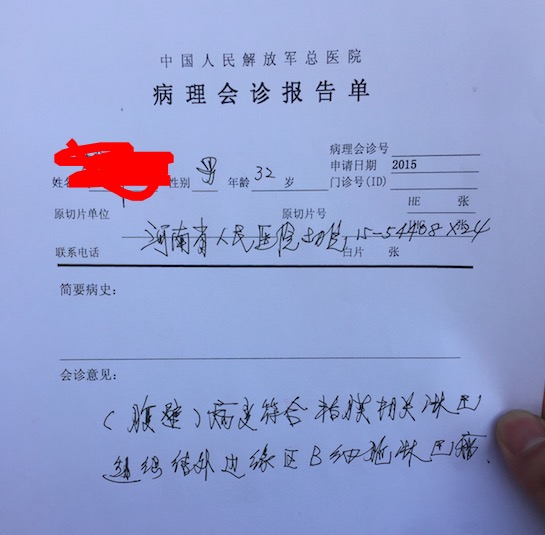 中国人民解放军总医院
病理会诊报告单
病理会诊号
申请日期 2015
姓名 性别 男 年龄 32 岁 门诊号(ID)
HE 张
原切片单位 原切片号
河南省人民医院 15-54468 X 4
联系电话 白片 张
简要病史:
会诊意见:
(腹壁)病变符合粘膜相关淋巴
组织结外边缘区B细胞淋巴瘤.